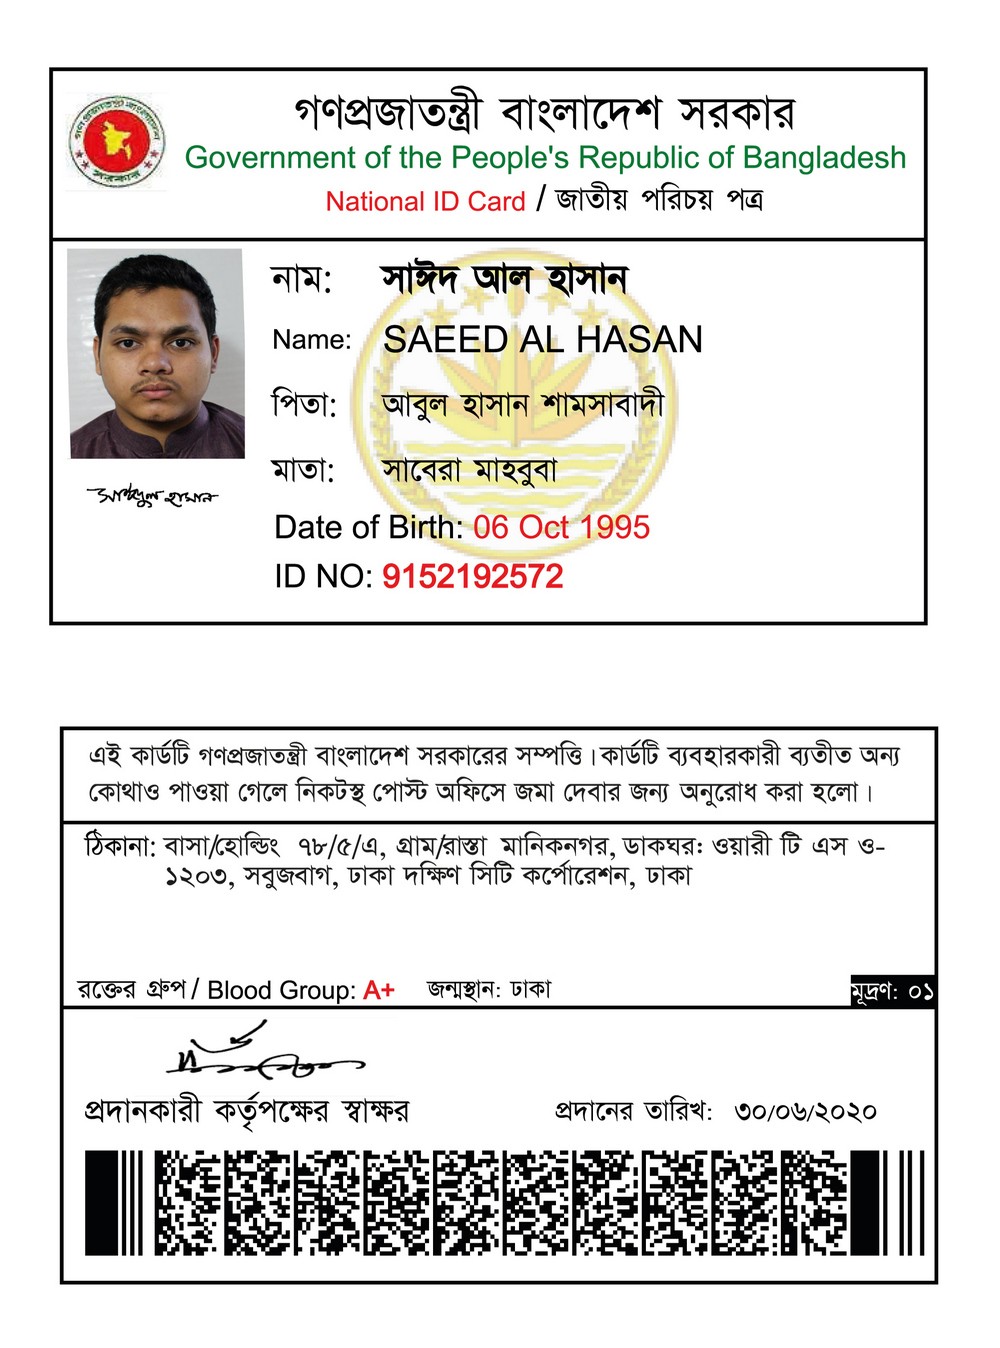 গণপ্রজাতন্ত্রী বাংলাদেশ সরকার
Government of the People's Republic of Bangladesh
National ID Card / জাতীয় পরিচয় পত্র
নাম: সাঈদ আল হাসান
Name: SAEED AL HASAN
পিতা: আবুল হাসান শামসাবাদী
মাতা: সাবেরা মাহবুবা
Date of Birth: 06 Oct 1995
ID NO: 9152192572
এই কার্ডটি গণপ্রজাতন্ত্রী বাংলাদেশ সরকারের সম্পত্তি। কার্ডটি ব্যবহারকারী ব্যতীত অন্য
কোথাও পাওয়া গেলে নিকটস্থ পোস্ট অফিসে জমা দেবার জন্য অনুরোধ করা হলো।
ঠিকানা: বাসা/হোল্ডিং ৭৮/৫/এ, গ্রাম/রাস্তা মানিকনগর, ডাকঘর: ওয়ারী টি এস ও-
১২০৩, সবুজবাগ, ঢাকা দক্ষিণ সিটি কর্পোরেশন, ঢাকা
রক্তের গ্রুপ / Blood Group: A+ জন্মস্থান: ঢাকা মূদ্রণ: ০১
প্রদানকারী কর্তৃপক্ষের স্বাক্ষর প্রদানের তারিখ: ৩০/০৬/২০২০